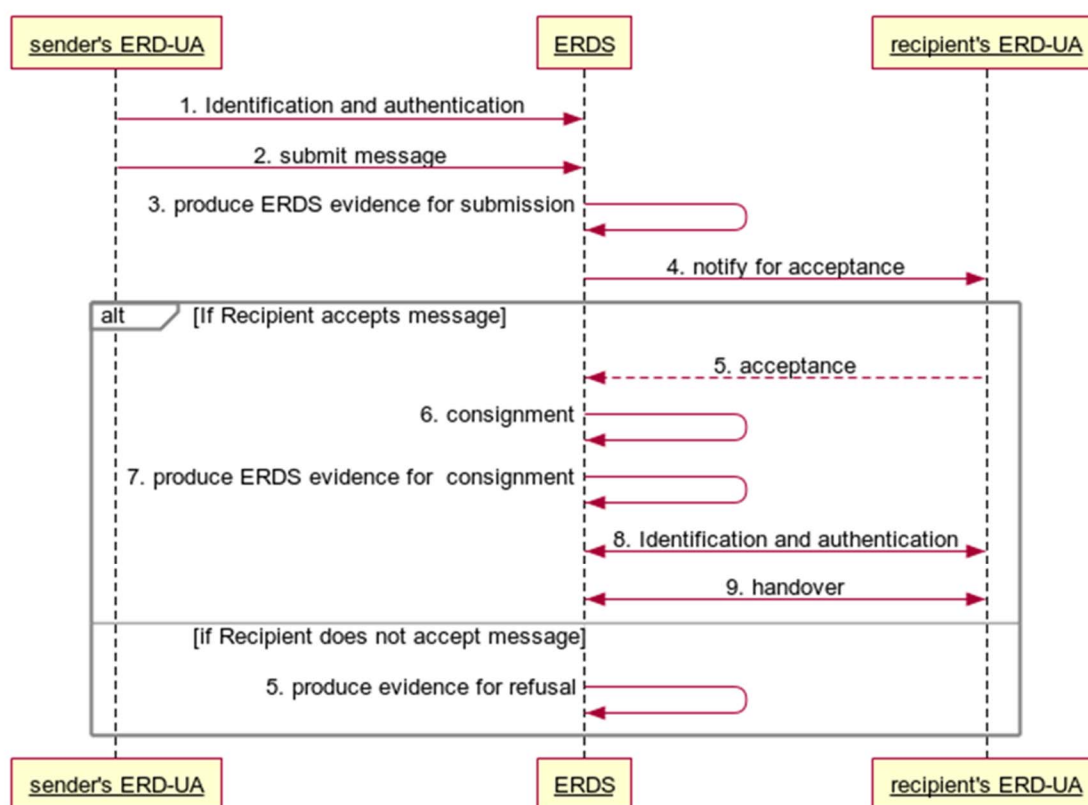 sender's ERD-UA
ERDS
recipient's ERD-UA
1. Identification and authentication
2. submit message
3. produce ERDS evidence for submission
4. notify for acceptance
alt
[If Recipient accepts message]
5. acceptance
6. consignment
7. produce ERDS evidence for  consignment
8. Identification and authentication
9. handover
[if Recipient does not accept message]
5. produce evidence for refusal
sender's ERD-UA
ERDS
recipient's ERD-UA